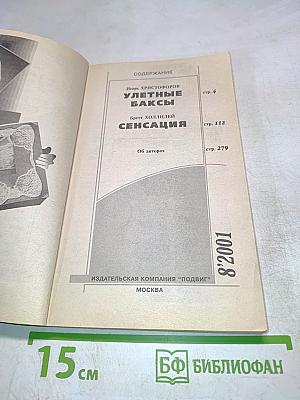 СОДЕРЖАНИЕ
Игорь ХРИСТОФОРОВ
УЛЕТНЫЕ
БАКСЫ
стр. 4
Бретт ХОЛЛИДЕЙ
СЕНСАЦИЯ
стр. 113
Об авторах
стр. 279
8'2001
ИЗДАТЕЛЬСКАЯ КОМПАНИЯ "ПОДВИГ"
МОСКВА
15 см
БФ БИБЛИОФАН